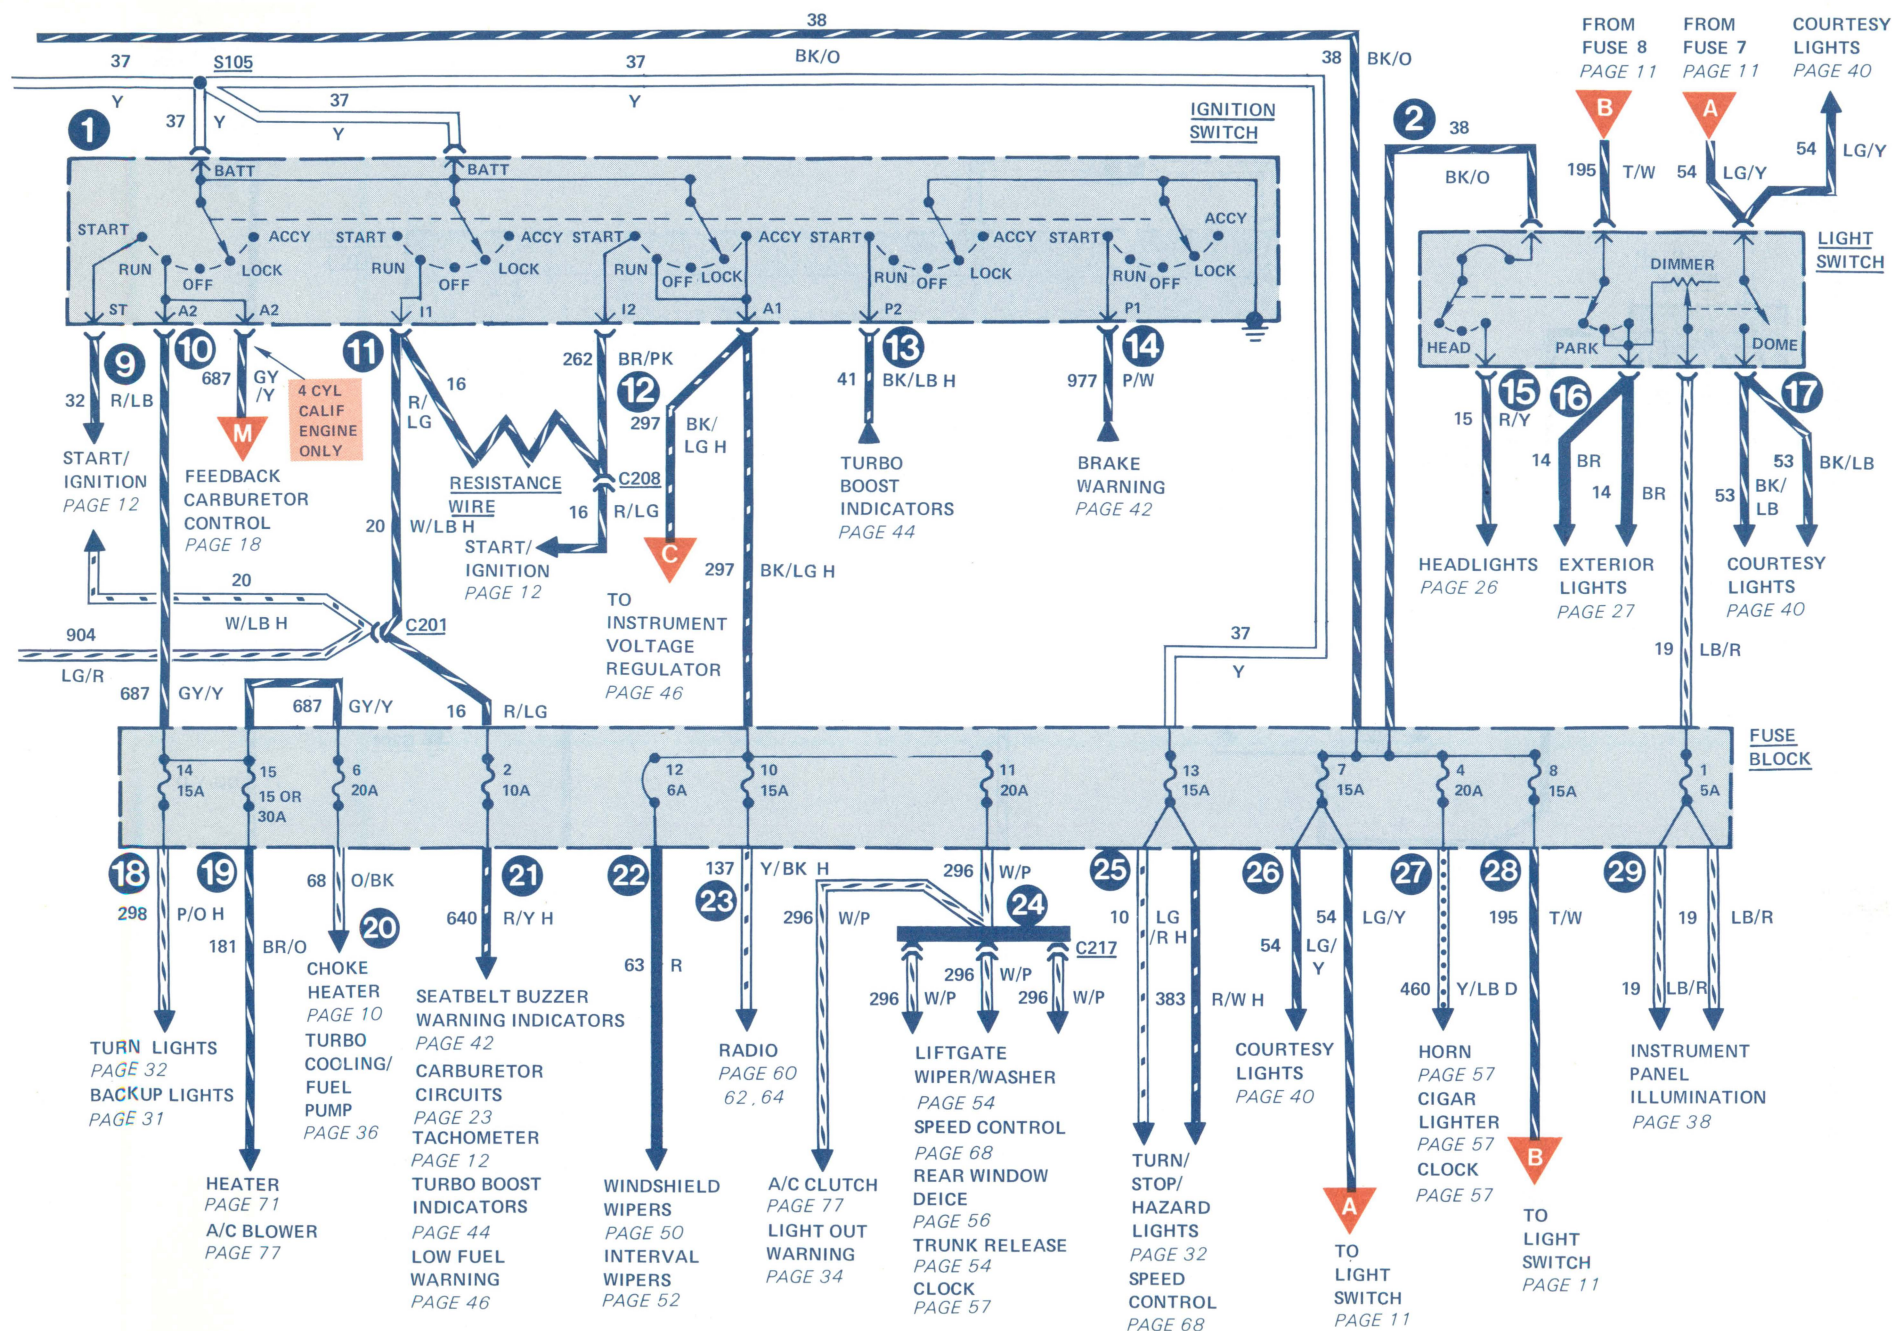 38
BK/O
38
BK/O
37
S105
37
Y
Y
37
Y
37
Y
FROM
FUSE 8
PAGE 11
FROM
FUSE 7
PAGE 11
COURTESY
LIGHTS
PAGE 40
B
A
1
IGNITION
SWITCH
2
38
BK/O
195
T/W
54
LG/Y
54
LG/Y
BATT
BATT
START
RUN
OFF
LOCK
ACCY
START
RUN
OFF
LOCK
ACCY
START
RUN
OFF
LOCK
ACCY
START
RUN
OFF
LOCK
ACCY
START
RUN
OFF
LOCK
ACCY
ST
A2
A2
I1
I2
A1
P2
P1
LIGHT
SWITCH
DIMMER
HEAD
PARK
DOME
9
32
R/LB
START/
IGNITION
PAGE 12
10
687
GY
/Y
4 CYL
CALIF
ENGINE
ONLY
M
FEEDBACK
CARBURETOR
CONTROL
PAGE 18
11
16
R/
LG
RESISTANCE
WIRE
262
BR/PK
12
C208
16
R/LG
START/
IGNITION
PAGE 12
297
BK/
LG H
C
TO
INSTRUMENT
VOLTAGE
REGULATOR
PAGE 46
13
41
BK/LB H
TURBO
BOOST
INDICATORS
PAGE 44
14
977
P/W
BRAKE
WARNING
PAGE 42
15
15
R/Y
HEADLIGHTS
PAGE 26
16
14
BR
14
BR
EXTERIOR
LIGHTS
PAGE 27
17
53
BK/
LB
53
BK/LB
COURTESY
LIGHTS
PAGE 40
20
W/LB H
20
W/LB H
C201
904
LG/R
297
BK/LG H
37
Y
19
LB/R
687
GY/Y
687
GY/Y
16
R/LG
FUSE
BLOCK
14
15A
15
15 OR
30A
6
20A
2
10A
12
6A
10
15A
11
20A
13
15A
7
15A
4
20A
8
15A
1
5A
18
298
P/O H
TURN LIGHTS
PAGE 32
BACKUP LIGHTS
PAGE 31
19
181
BR/O
HEATER
PAGE 71
A/C BLOWER
PAGE 77
68
O/BK
20
CHOKE
HEATER
PAGE 10
TURBO
COOLING/
FUEL
PUMP
PAGE 36
21
640
R/Y H
SEATBELT BUZZER
WARNING INDICATORS
PAGE 42
CARBURETOR
CIRCUITS
PAGE 23
TACHOMETER
PAGE 12
TURBO BOOST
INDICATORS
PAGE 44
LOW FUEL
WARNING
PAGE 46
22
63
R
WINDSHIELD
WIPERS
PAGE 50
INTERVAL
WIPERS
PAGE 52
137
Y/BK H
23
RADIO
PAGE 60
62, 64
296
W/P
A/C CLUTCH
PAGE 77
LIGHT OUT
WARNING
PAGE 34
296
W/P
24
C217
296
W/P
296
W/P
296
W/P
LIFTGATE
WIPER/WASHER
PAGE 54
SPEED CONTROL
PAGE 68
REAR WINDOW
DEICE
PAGE 56
TRUNK RELEASE
PAGE 54
CLOCK
PAGE 57
25
10
LG
/R H
383
R/W H
TURN/
STOP/
HAZARD
LIGHTS
PAGE 32
SPEED
CONTROL
PAGE 68
26
54
LG/
Y
54
LG/Y
COURTESY
LIGHTS
PAGE 40
A
TO
LIGHT
SWITCH
PAGE 11
27
460
Y/LB D
HORN
PAGE 57
CIGAR
LIGHTER
PAGE 57
CLOCK
PAGE 57
28
195
T/W
B
TO
LIGHT
SWITCH
PAGE 11
29
19
LB/R
19
LB/R
INSTRUMENT
PANEL
ILLUMINATION
PAGE 38